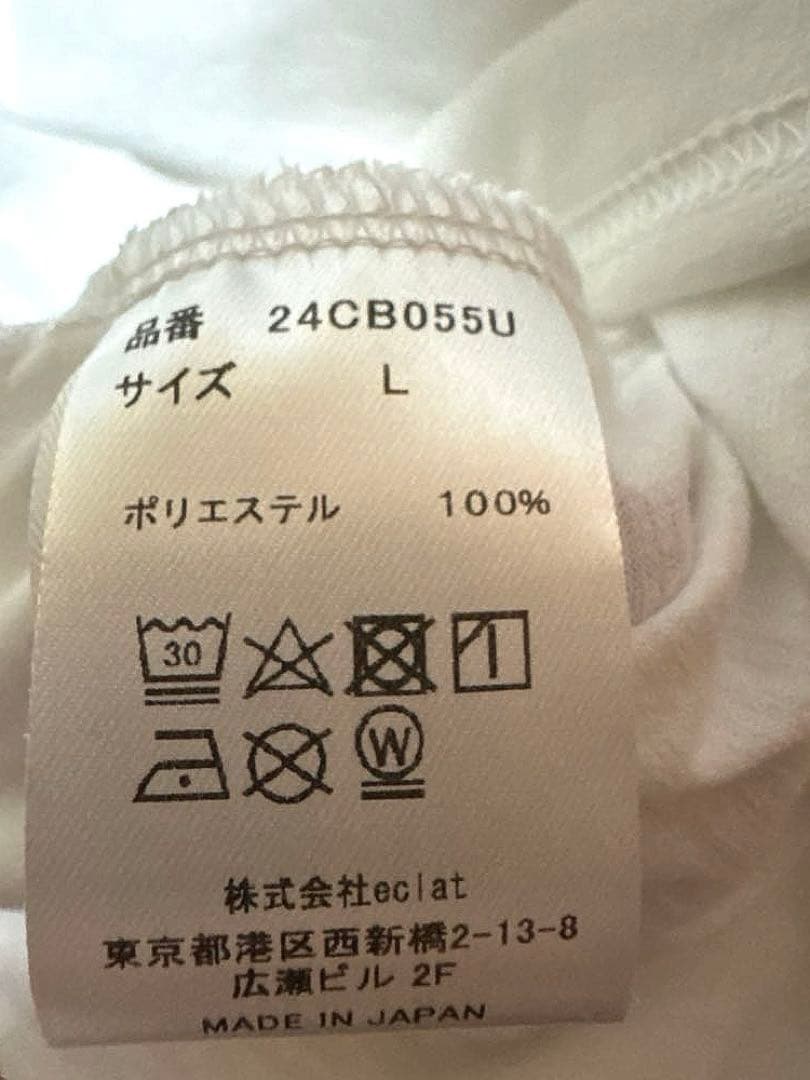 品番 24CB055U
サイズ L
ポリエステル 100%
30
W
株式会社eclat
東京都港区西新橋2-13-8
広瀬ビル 2F
MADE IN JAPAN